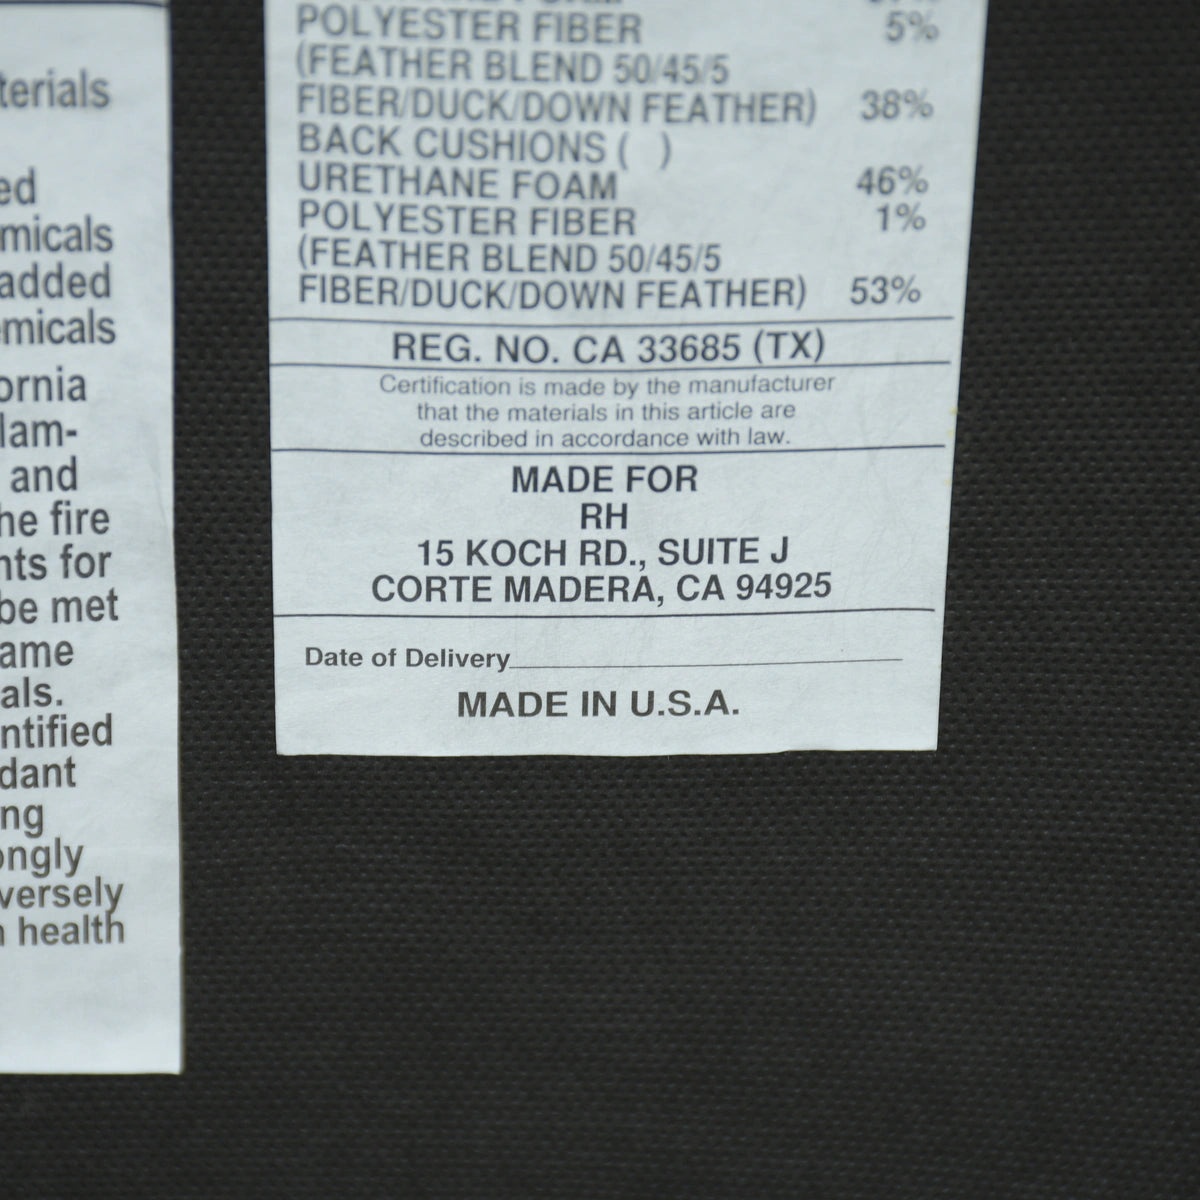 terials
ed
micals
added
emicals
ornia
lam-
and
he fire
nts for
be met
ame
als.
ntified
dant
ng
ongly
versely
health
POLYESTER FIBER 5%
(FEATHER BLEND 50/45/5
FIBER/DUCK/DOWN FEATHER) 38%
BACK CUSHIONS ( )
URETHANE FOAM 46%
POLYESTER FIBER 1%
(FEATHER BLEND 50/45/5
FIBER/DUCK/DOWN FEATHER) 53%
REG. NO. CA 33685 (TX)
Certification is made by the manufacturer
that the materials in this article are
described in accordance with law.
MADE FOR
RH
15 KOCH RD., SUITE J
CORTE MADERA, CA 94925
Date of Delivery
MADE IN U.S.A.